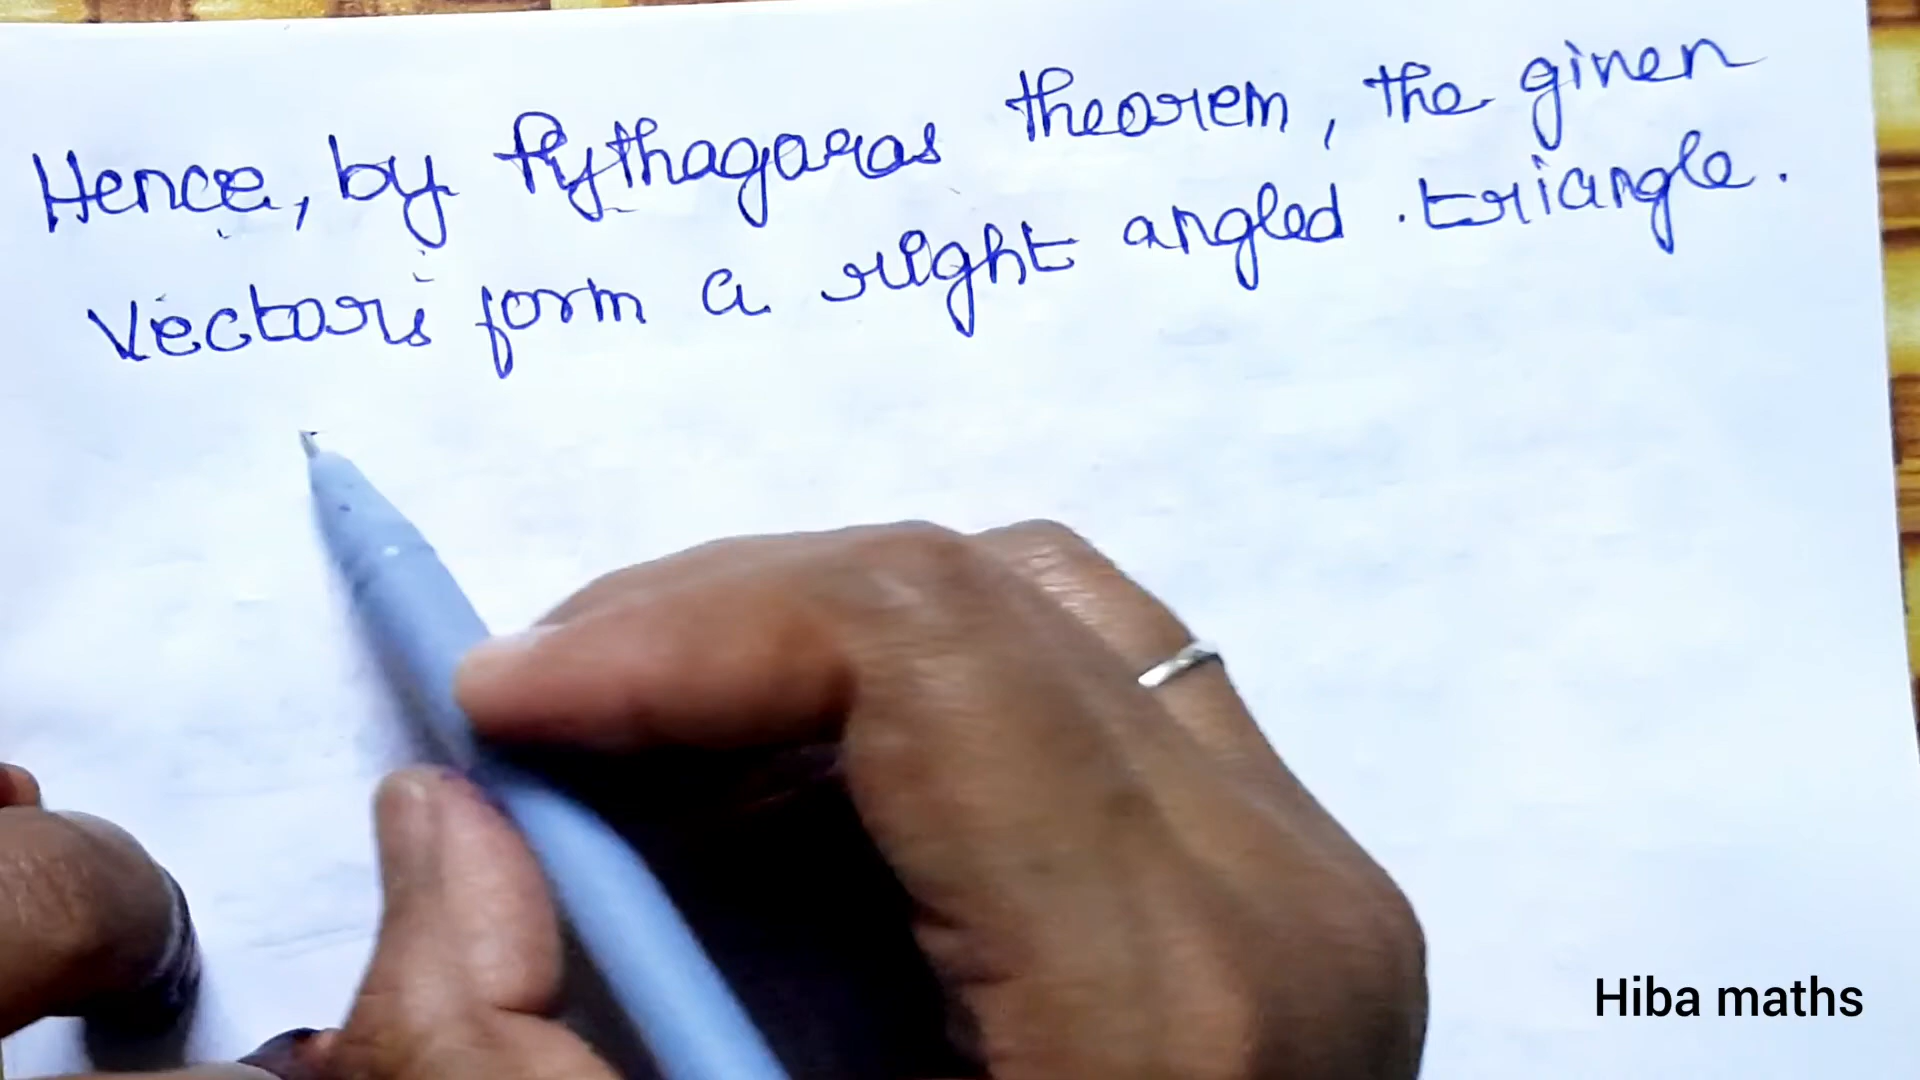 Hence, by Pythagoras theorem, the given
Vectors form a right angled triangle.
Hiba maths